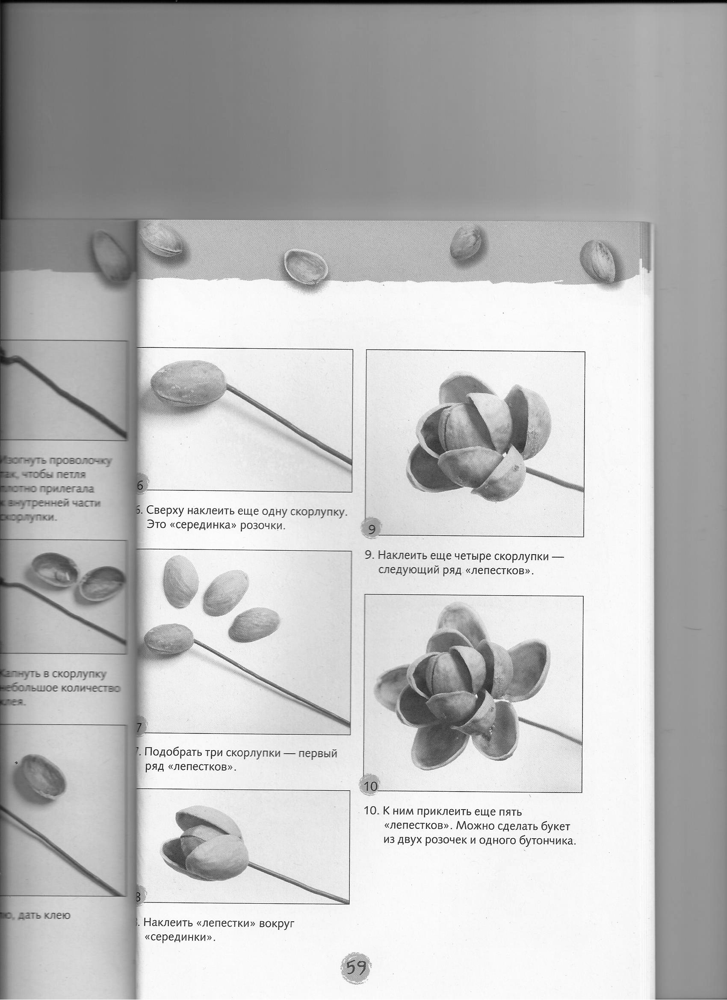 Изогнуть проволочку
так, чтобы петля
плотно прилегала
к внутренней части
скорлупки.
Капнуть в скорлупку
небольшое количество
клея.
дать клею
6
6. Сверху наклеить еще одну скорлупку.
Это «серединка» розочки.
7
7. Подобрать три скорлупки — первый
ряд «лепестков».
8
. Наклеить «лепестки» вокруг
«серединки».
9
9. Наклеить еще четыре скорлупки —
следующий ряд «лепестков».
10
10. К ним приклеить еще пять
«лепестков». Можно сделать букет
из двух розочек и одного бутончика.
59